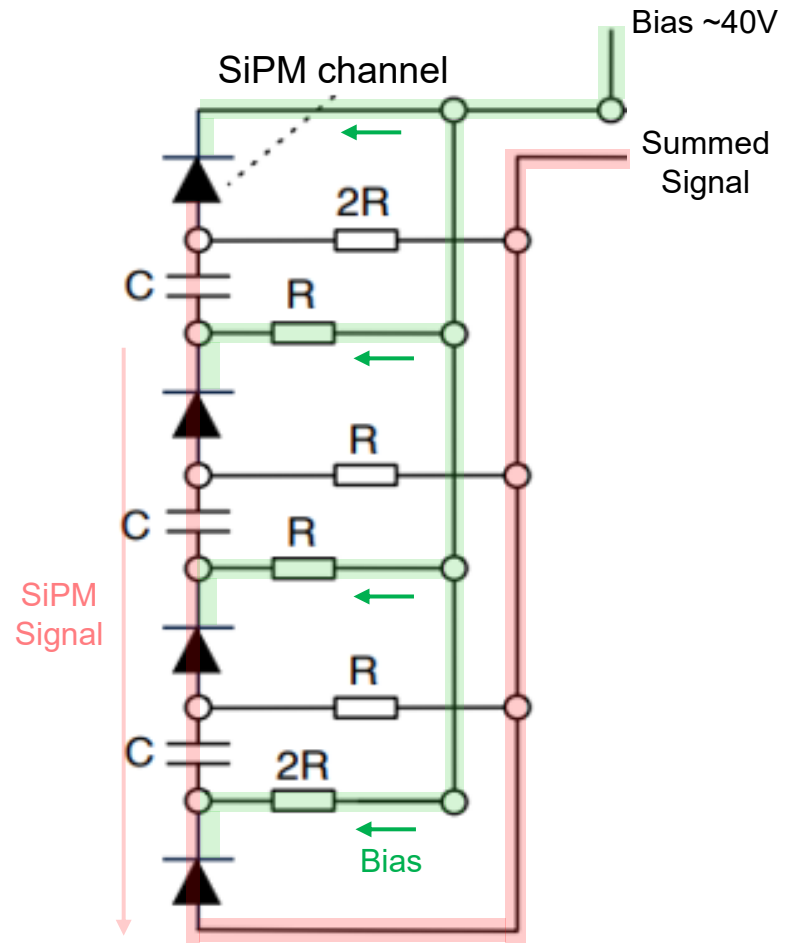 Bias ~40V
SiPM channel
Summed
Signal
2R
C
R
R
C
R
SiPM
Signal
R
C
2R
Bias